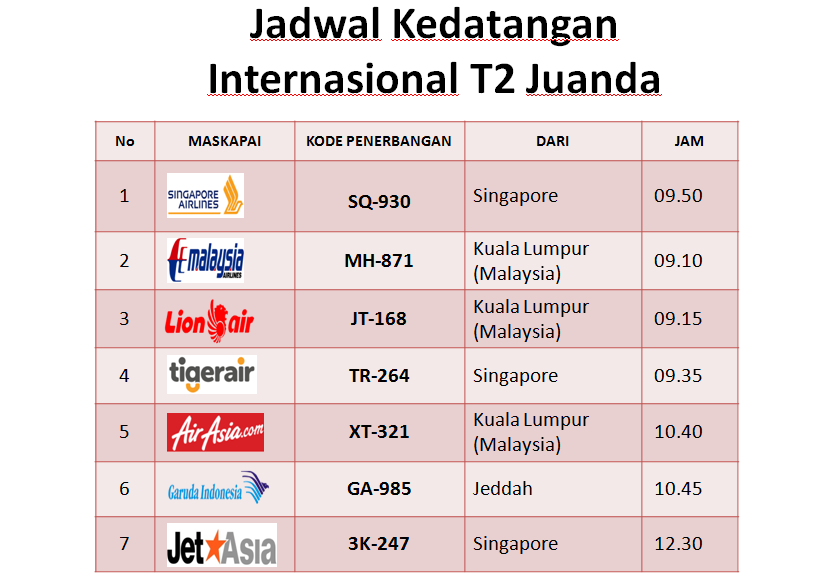 Jadwal Kedatangan
Internasional T2 Juanda
No MASKAPAI KODE PENERBANGAN DARI JAM
1 SINGAPORE AIRLINES SQ-930 Singapore 09.50
2 malaysia AIRLINES MH-871 Kuala Lumpur (Malaysia) 09.10
3 Lion air JT-168 Kuala Lumpur (Malaysia) 09.15
4 tigerair TR-264 Singapore 09.35
5 AirAsia.com XT-321 Kuala Lumpur (Malaysia) 10.40
6 Garuda Indonesia GA-985 Jeddah 10.45
7 Jet Asia 3K-247 Singapore 12.30